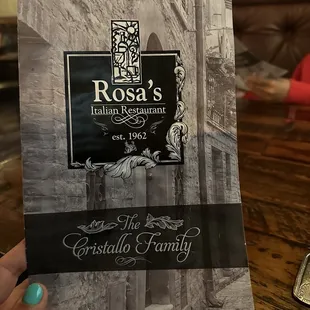 Rosa's
Italian Restaurant
est. 1962
The
Cristallo Family